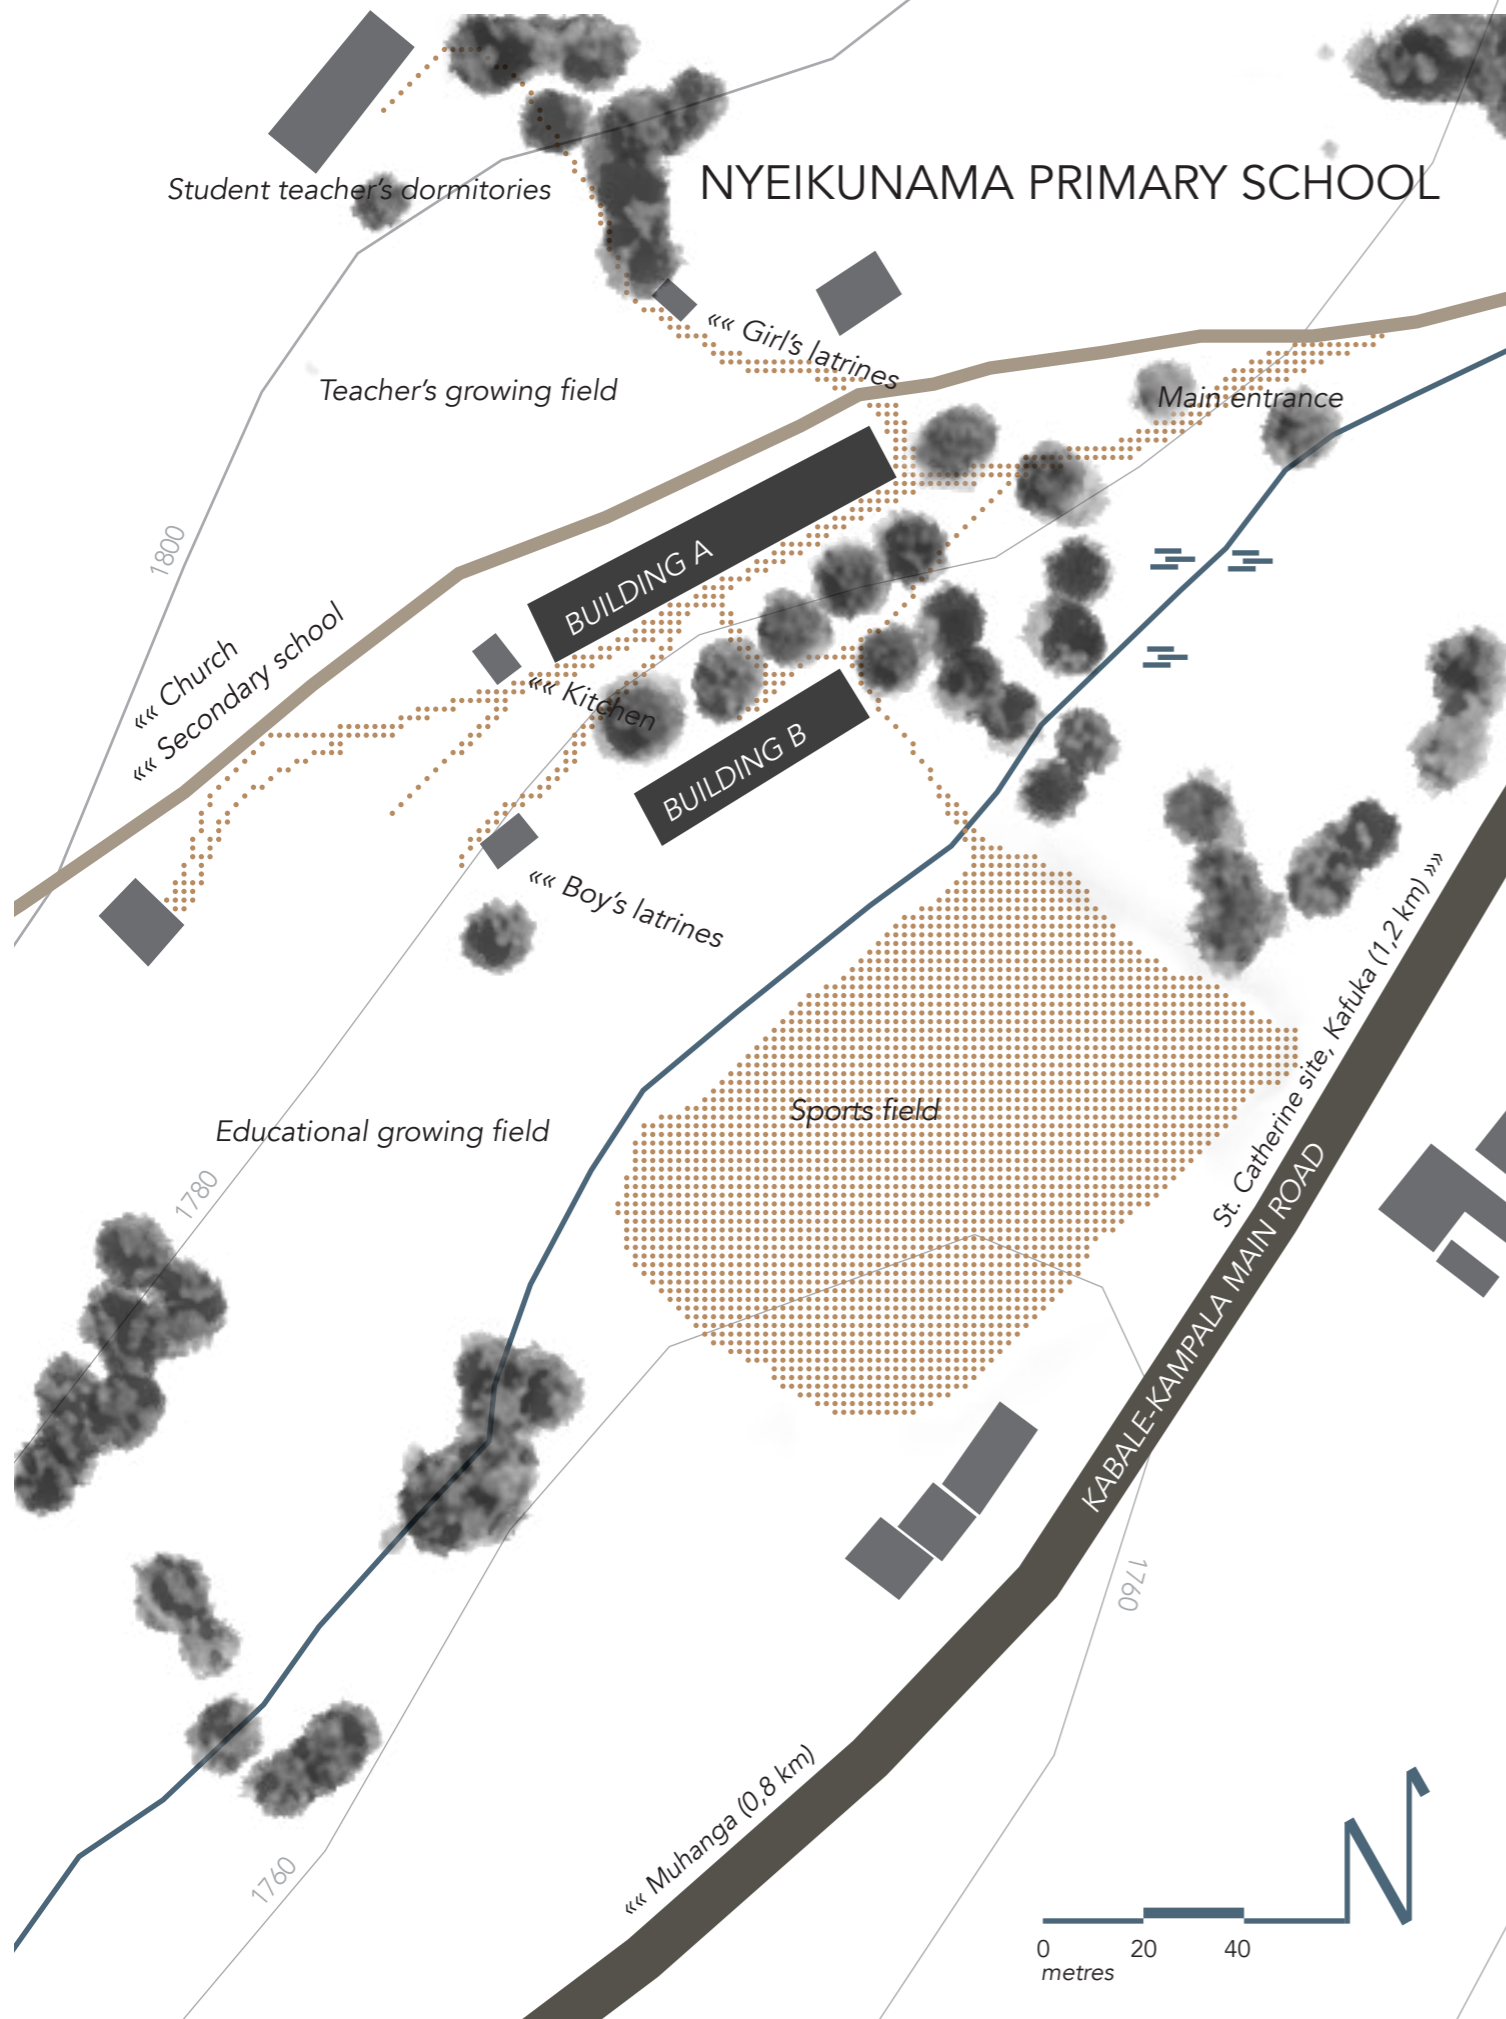 Student teacher's dormitories
NYEIKUNAMA PRIMARY SCHOOL
«« Girl's latrines
Teacher's growing field
Main entrance
1800
BUILDING A
«« Church
«« Secondary school
«« Kitchen
BUILDING B
«« Boy's latrines
St. Catherine site, Kafuka (1,2 km) »»
Sports field
Educational growing field
1780
KABALE-KAMPALA MAIN ROAD
1760
«« Muhanga (0,8 km)
1760
N
0 20 40
metres